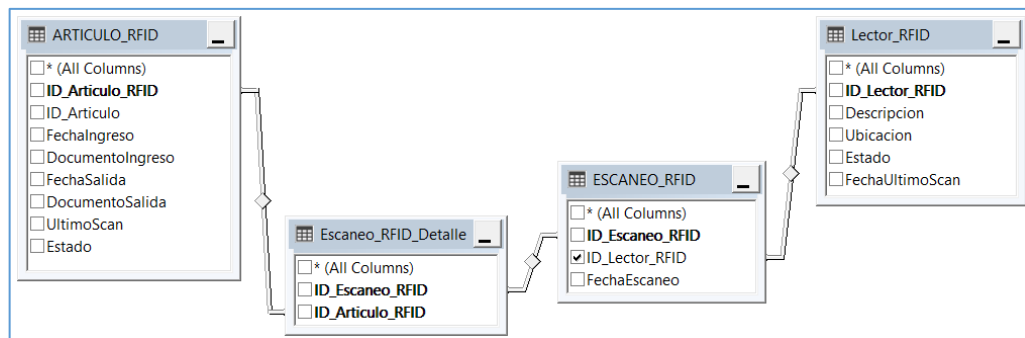 ARTICULO_RFID
* (All Columns)
ID_Articulo_RFID
ID_Articulo
FechaIngreso
DocumentoIngreso
FechaSalida
DocumentoSalida
UltimoScan
Estado
Escaneo_RFID_Detalle
* (All Columns)
ID_Escaneo_RFID
ID_Articulo_RFID
ESCANEO_RFID
* (All Columns)
ID_Escaneo_RFID
ID_Lector_RFID
FechaEscaneo
Lector_RFID
* (All Columns)
ID_Lector_RFID
Descripcion
Ubicacion
Estado
FechaUltimoScan